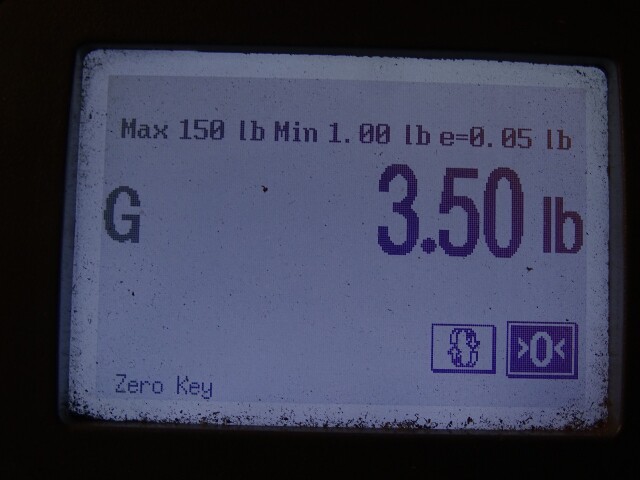 Max 150 lb Min 1.00 lb e=0.05 lb
G 3.50 lb
>0<
Zero Key